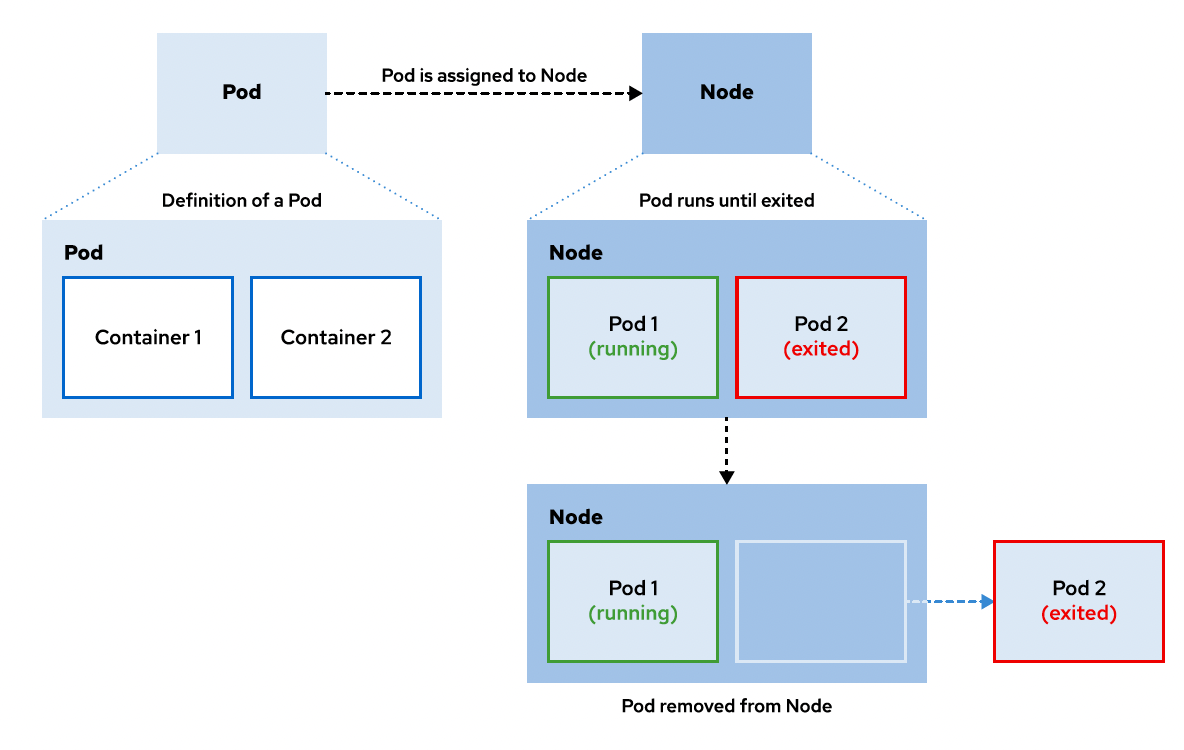 Pod
Pod is assigned to Node
Node
Definition of a Pod
Pod runs until exited
Pod
Container 1
Container 2
Node
Pod 1
(running)
Pod 2
(exited)
Node
Pod 1
(running)
Pod 2
(exited)
Pod removed from Node